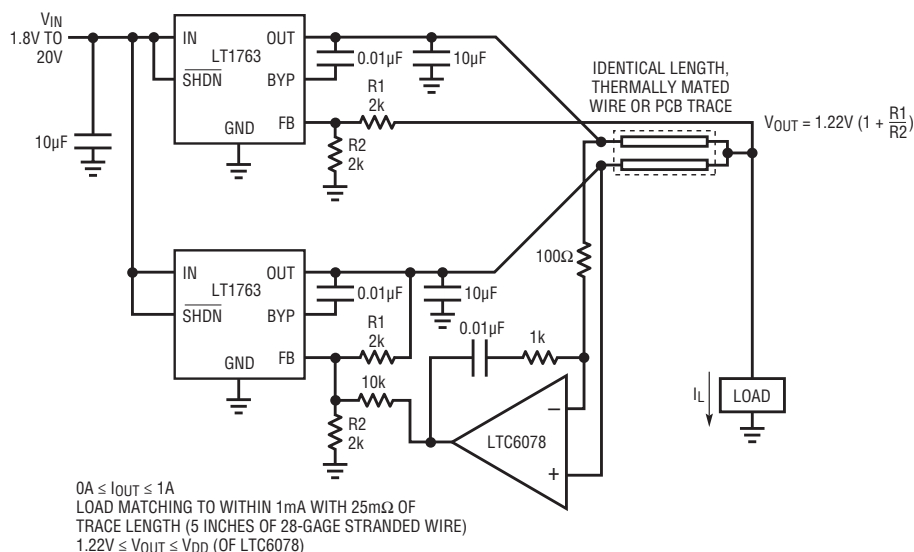 VIN
1.8V TO
20V
10µF
IN
OUT
LT1763
SHDN
BYP
GND
FB
0.01µF
10µF
R1
2k
R2
2k
IDENTICAL LENGTH,
THERMALLY MATED
WIRE OR PCB TRACE
VOUT = 1.22V (1 + R1/R2)
IN
OUT
LT1763
SHDN
BYP
GND
FB
0.01µF
10µF
R1
2k
10k
R2
2k
100Ω
0.01µF
1k
–
LTC6078
+
IL
LOAD
0A ≤ IOUT ≤ 1A
LOAD MATCHING TO WITHIN 1mA WITH 25mΩ OF
TRACE LENGTH (5 INCHES OF 28-GAGE STRANDED WIRE)
1.22V ≤ VOUT ≤ VDD (OF LTC6078)